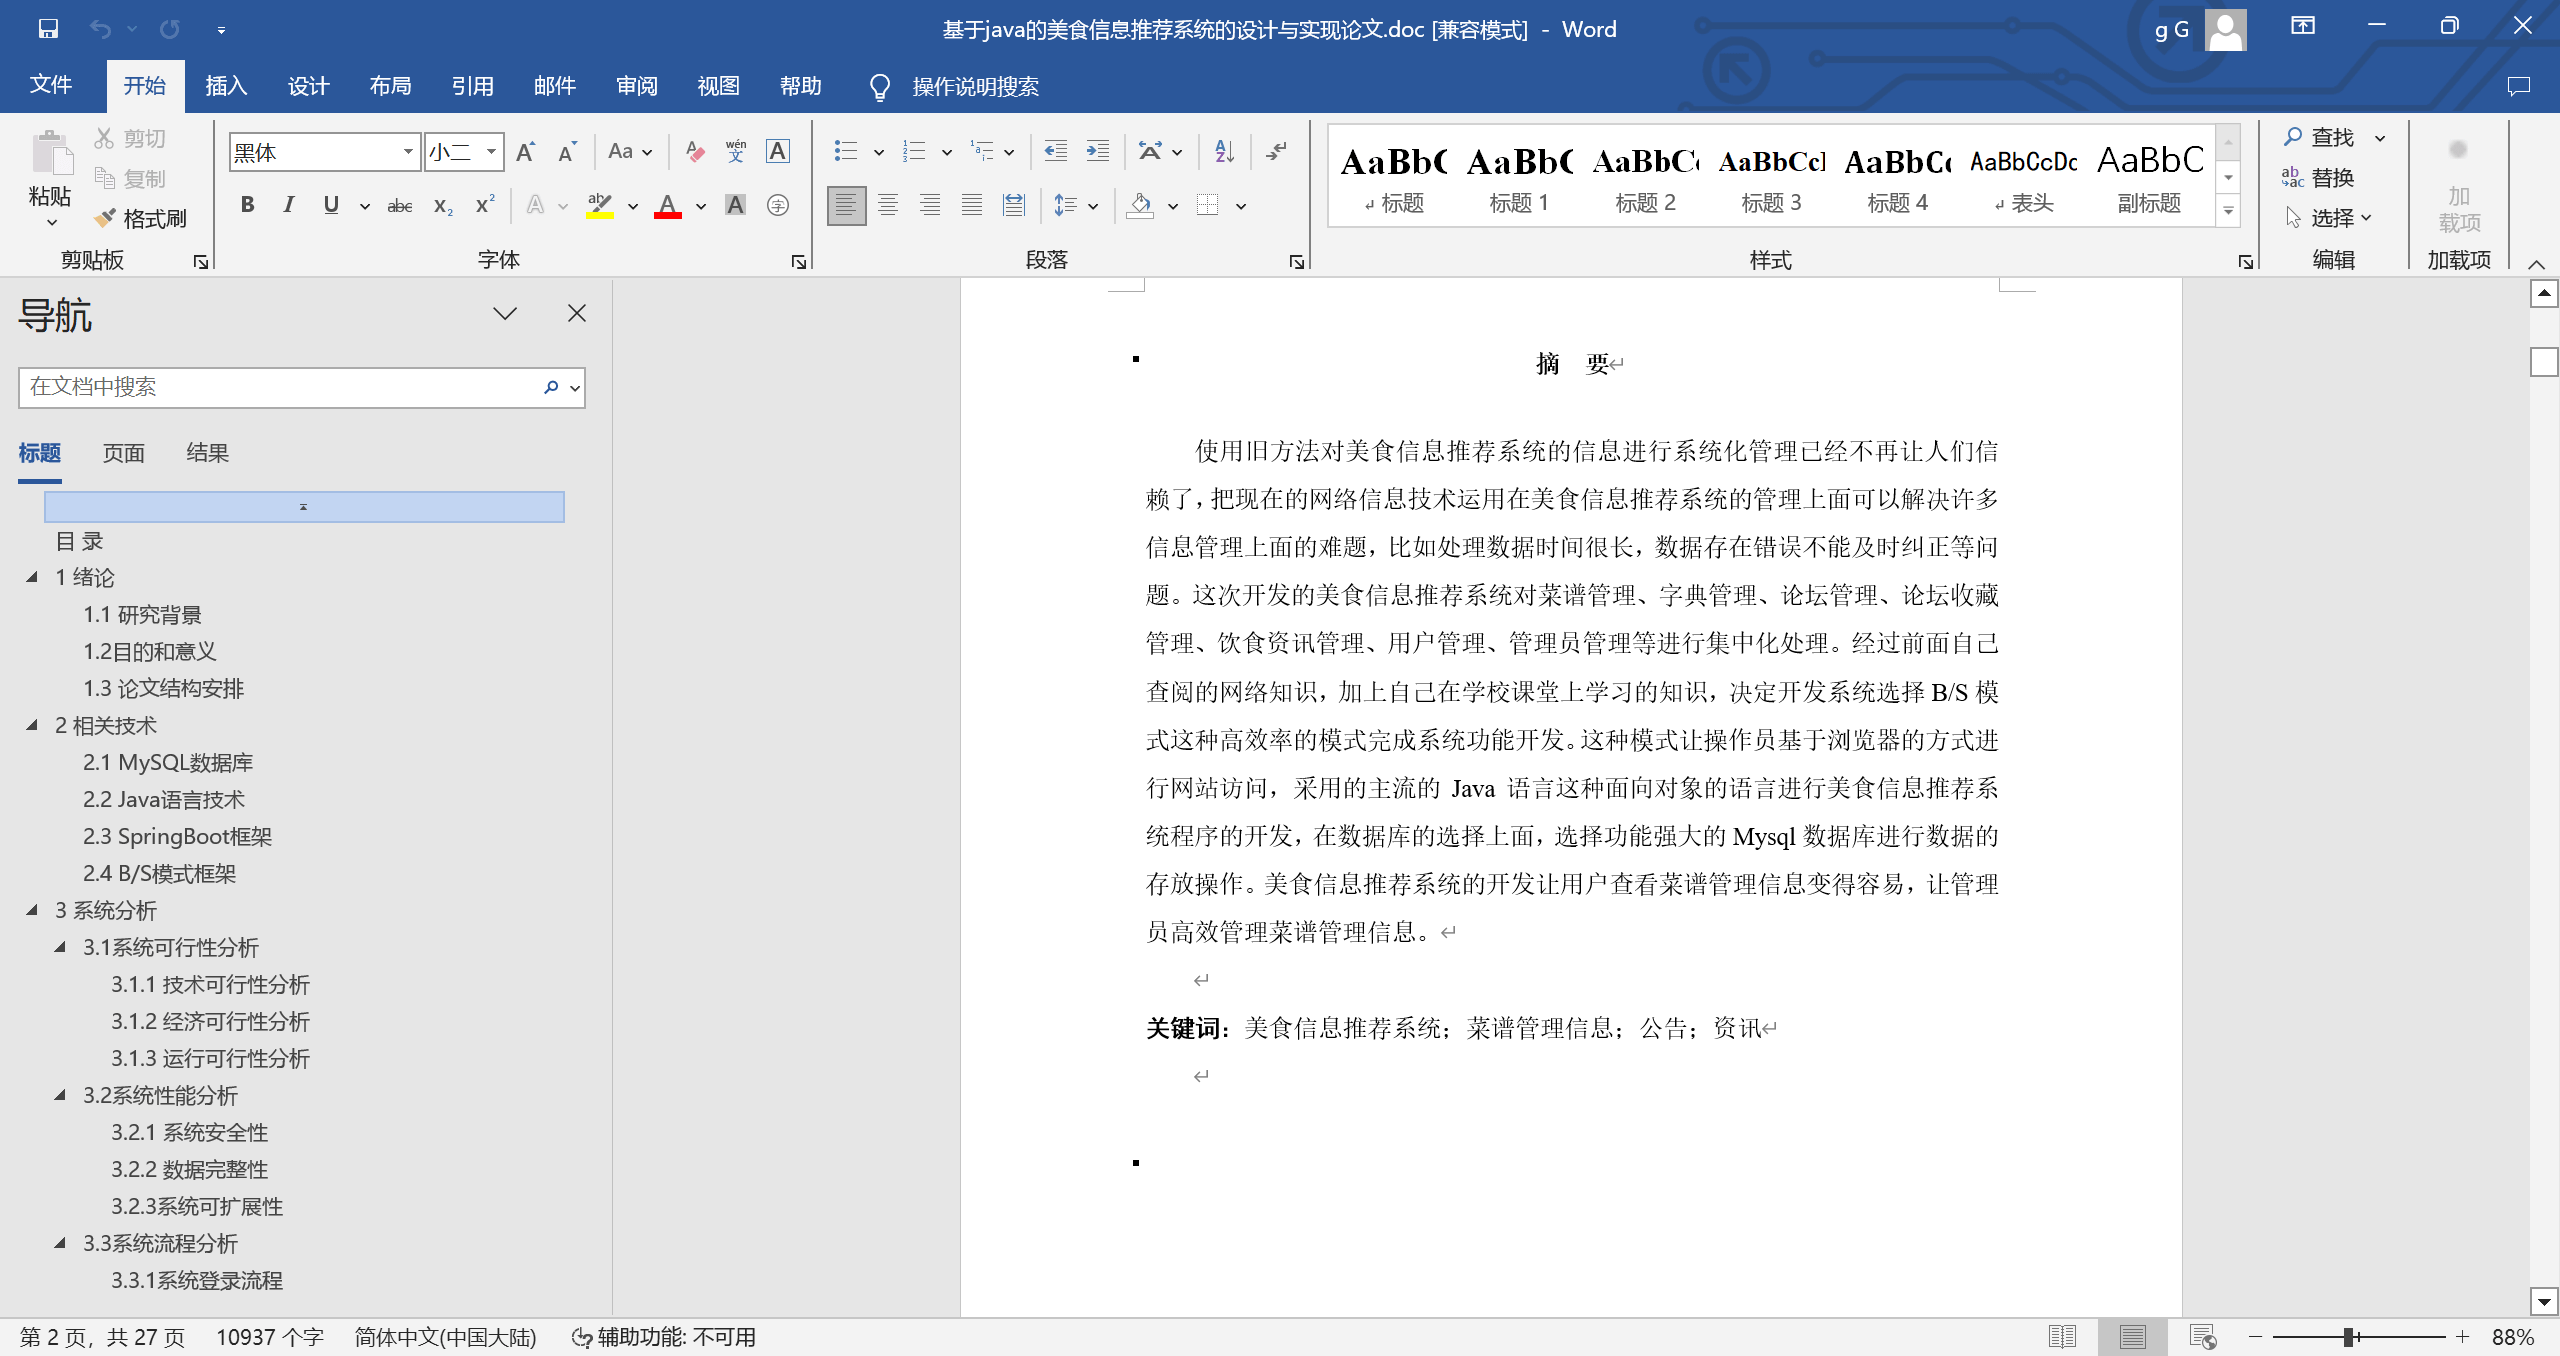 基于java的美食信息推荐系统的设计与实现论文.doc [兼容模式] - Word
g G
文件 开始 插入 设计 布局 引用 邮件 审阅 视图 帮助 操作说明搜索
粘贴
剪切
复制
格式刷
剪贴板
黑体 小二
字体
段落
AaBbC AaBbC AaBbC AaBbCcI AaBbCc AaBbCcDc AaBbC
标题 标题 1 标题 2 标题 3 标题 4 表头 副标题
样式
查找
替换
选择
编辑
加载项
加载项
导航
在文档中搜索
标题 页面 结果
目 录
1 绪论
1.1 研究背景
1.2目的和意义
1.3 论文结构安排
2 相关技术
2.1 MySQL数据库
2.2 Java语言技术
2.3 SpringBoot框架
2.4 B/S模式框架
3 系统分析
3.1系统可行性分析
3.1.1 技术可行性分析
3.1.2 经济可行性分析
3.1.3 运行可行性分析
3.2系统性能分析
3.2.1 系统安全性
3.2.2 数据完整性
3.2.3系统可扩展性
3.3系统流程分析
3.3.1系统登录流程
摘 要
使用旧方法对美食信息推荐系统的信息进行系统化管理已经不再让人们信
赖了，把现在的网络信息技术运用在美食信息推荐系统的管理上面可以解决许多
信息管理上面的难题，比如处理数据时间很长，数据存在错误不能及时纠正等问
题。这次开发的美食信息推荐系统对菜谱管理、字典管理、论坛管理、论坛收藏
管理、饮食资讯管理、用户管理、管理员管理等进行集中化处理。经过前面自己
查阅的网络知识，加上自己在学校课堂上学习的知识，决定开发系统选择 B/S 模
式这种高效率的模式完成系统功能开发。这种模式让操作员基于浏览器的方式进
行网站访问，采用的主流的 Java 语言这种面向对象的语言进行美食信息推荐系
统程序的开发，在数据库的选择上面，选择功能强大的 Mysql 数据库进行数据的
存放操作。美食信息推荐系统的开发让用户查看菜谱管理信息变得容易，让管理
员高效管理菜谱管理信息。
关键词：美食信息推荐系统；菜谱管理信息；公告；资讯
第 2 页，共 27 页 10937 个字 简体中文(中国大陆) 辅助功能: 不可用 88%